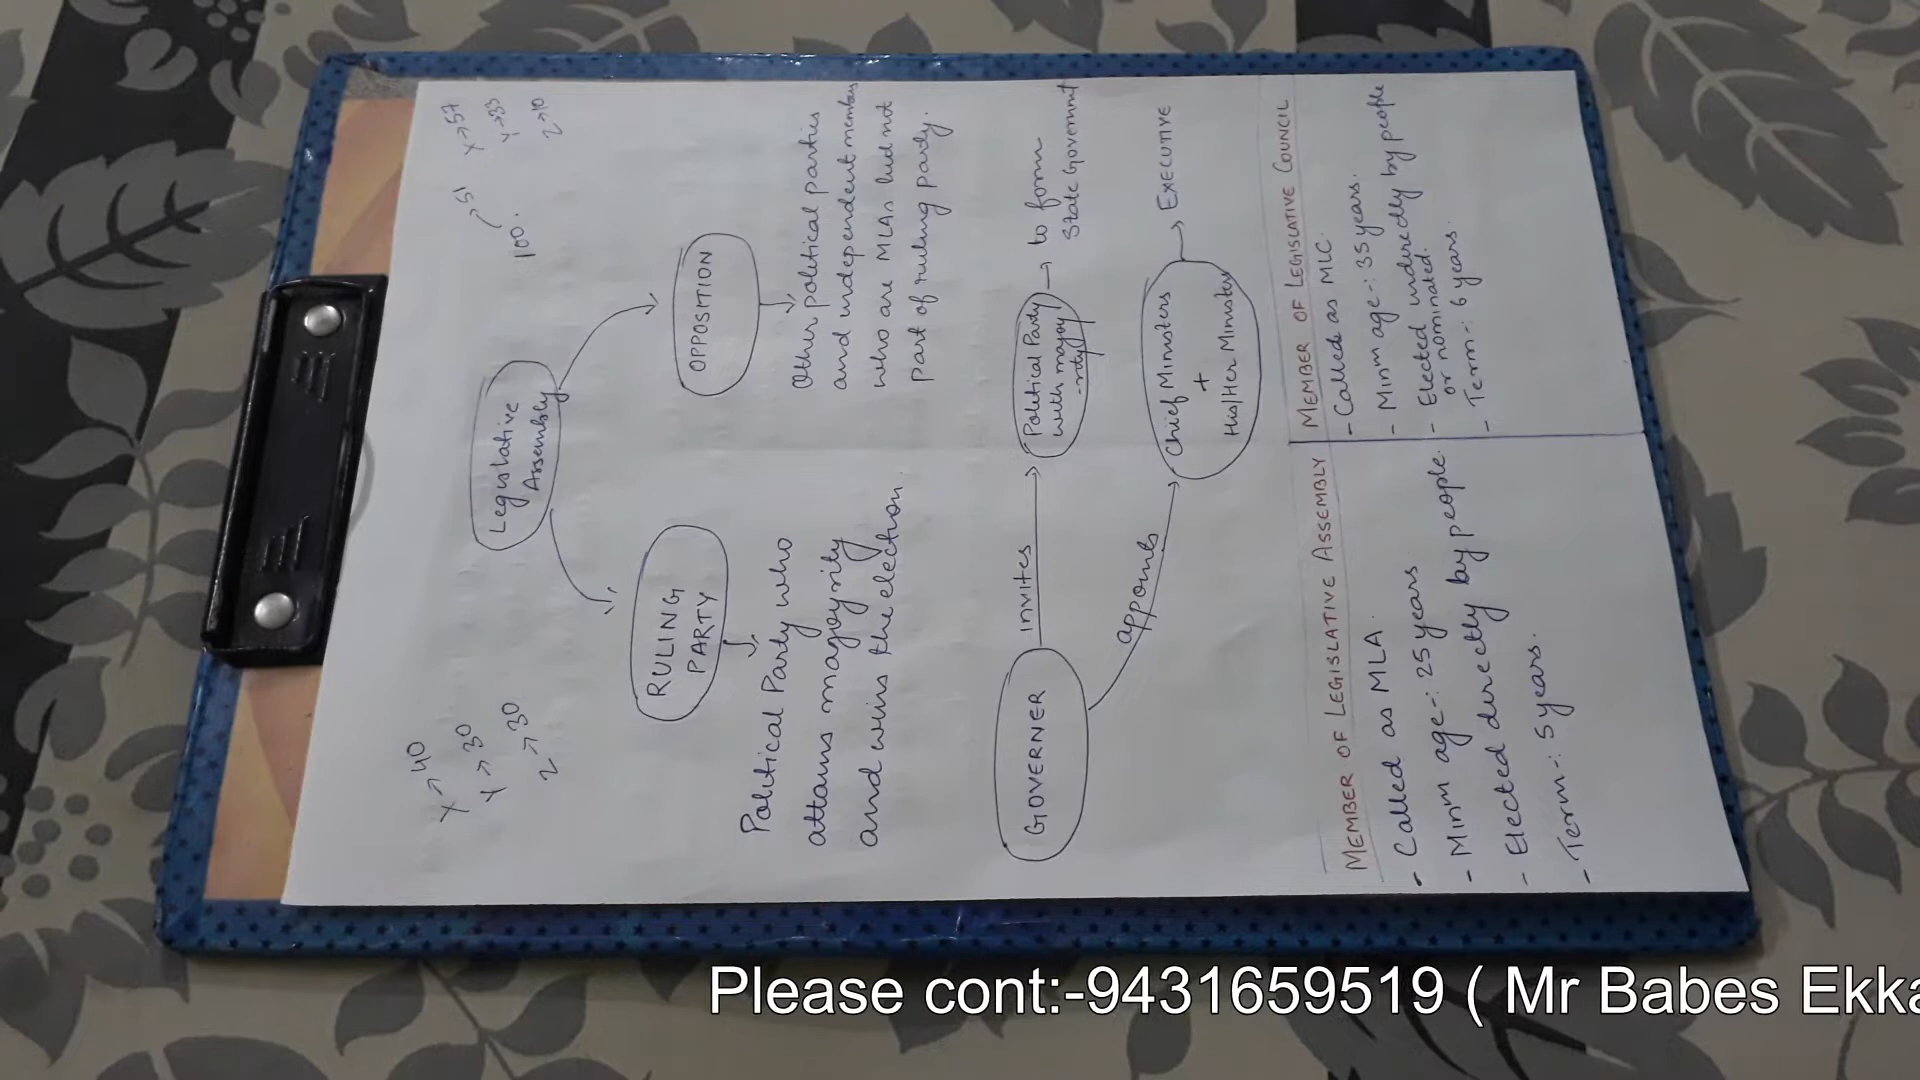 X → 40
Y → 30
Z → 30
100 → 51
X → 57
Y → 33
Z → 10
Legislative
Assembly
RULING
PARTY
Political Party who
attains magoyrity
and wins the election.
OPPOSITION
Other political parties
and independent members
who are MLAs but not
part of ruling party.
GOVERNER
invites
Political Party
with majoy
-rity
→ to form
State Government
appoints
Chief Ministers
+
His/Her Ministers
→ EXECUTIVE
MEMBER OF LEGISLATIVE ASSEMBLY
- Called as MLA.
- Minm age-: 25 years
- Elected directly by people.
- Term-: 5 years.
MEMBER OF LEGISLATIVE COUNCIL
- Called as MLC.
- Minm age-: 35 years.
- Elected indirectly by people
or nominated.
- Term-: 6 years.
Please cont:-9431659519 ( Mr Babes Ekka